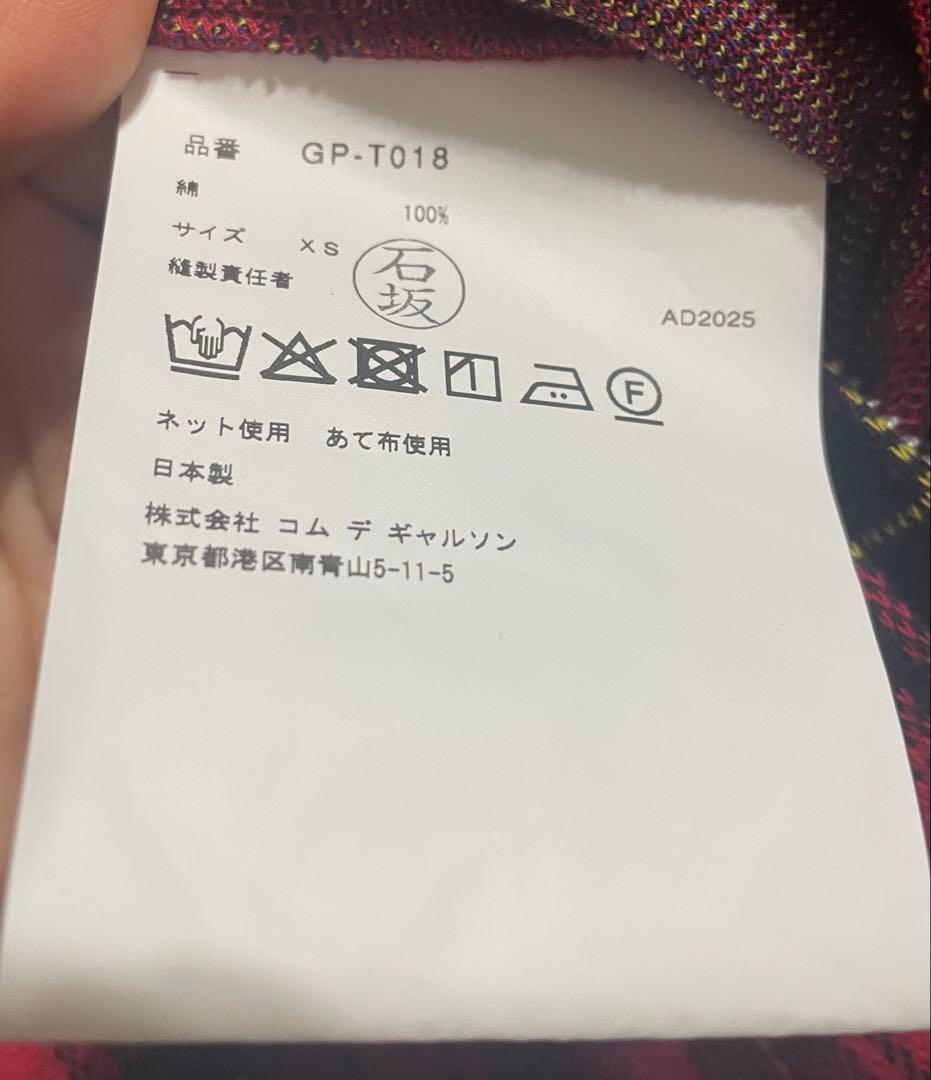 品番 GP-T018
綿
100%
サイズ XS
縫製責任者 石坂
AD2025
F
ネット使用 あて布使用
日本製
株式会社 コム デ ギャルソン
東京都港区南青山5-11-5